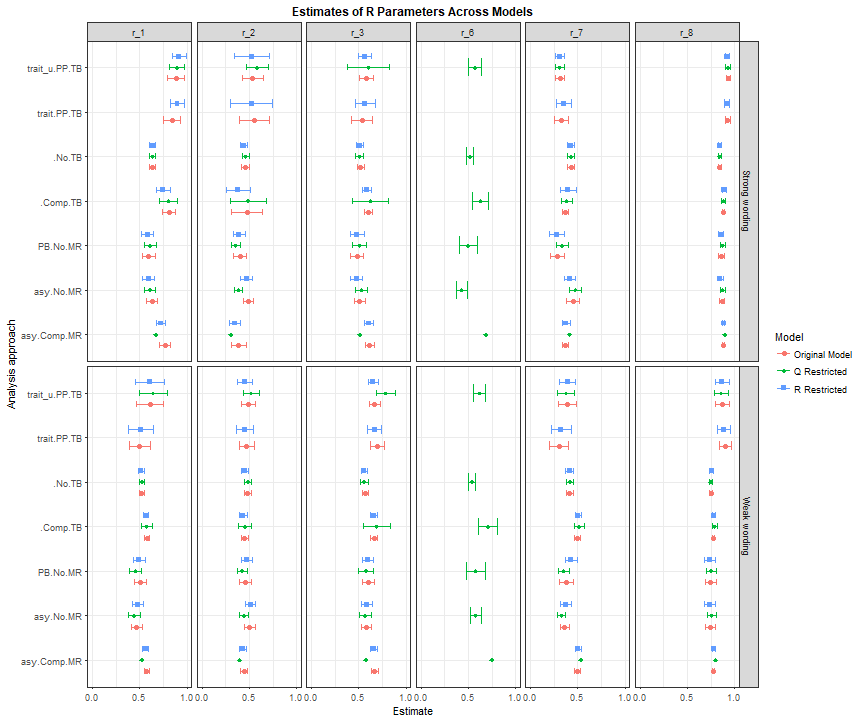 Estimates of R Parameters Across Models
r_1 r_2 r_3 r_6 r_7 r_8
trait_u.PP.TB
trait.PP.TB
.No.TB
.Comp.TB
PB.No.MR
asy.No.MR
asy.Comp.MR
Strong wording
trait_u.PP.TB
trait.PP.TB
.No.TB
.Comp.TB
PB.No.MR
asy.No.MR
asy.Comp.MR
Weak wording
Analysis approach
0.0 0.5 1.0 0.0 0.5 1.0 0.0 0.5 1.0 0.0 0.5 1.0 0.0 0.5 1.0 0.0 0.5 1.0
Estimate
Model
Original Model
Q Restricted
R Restricted